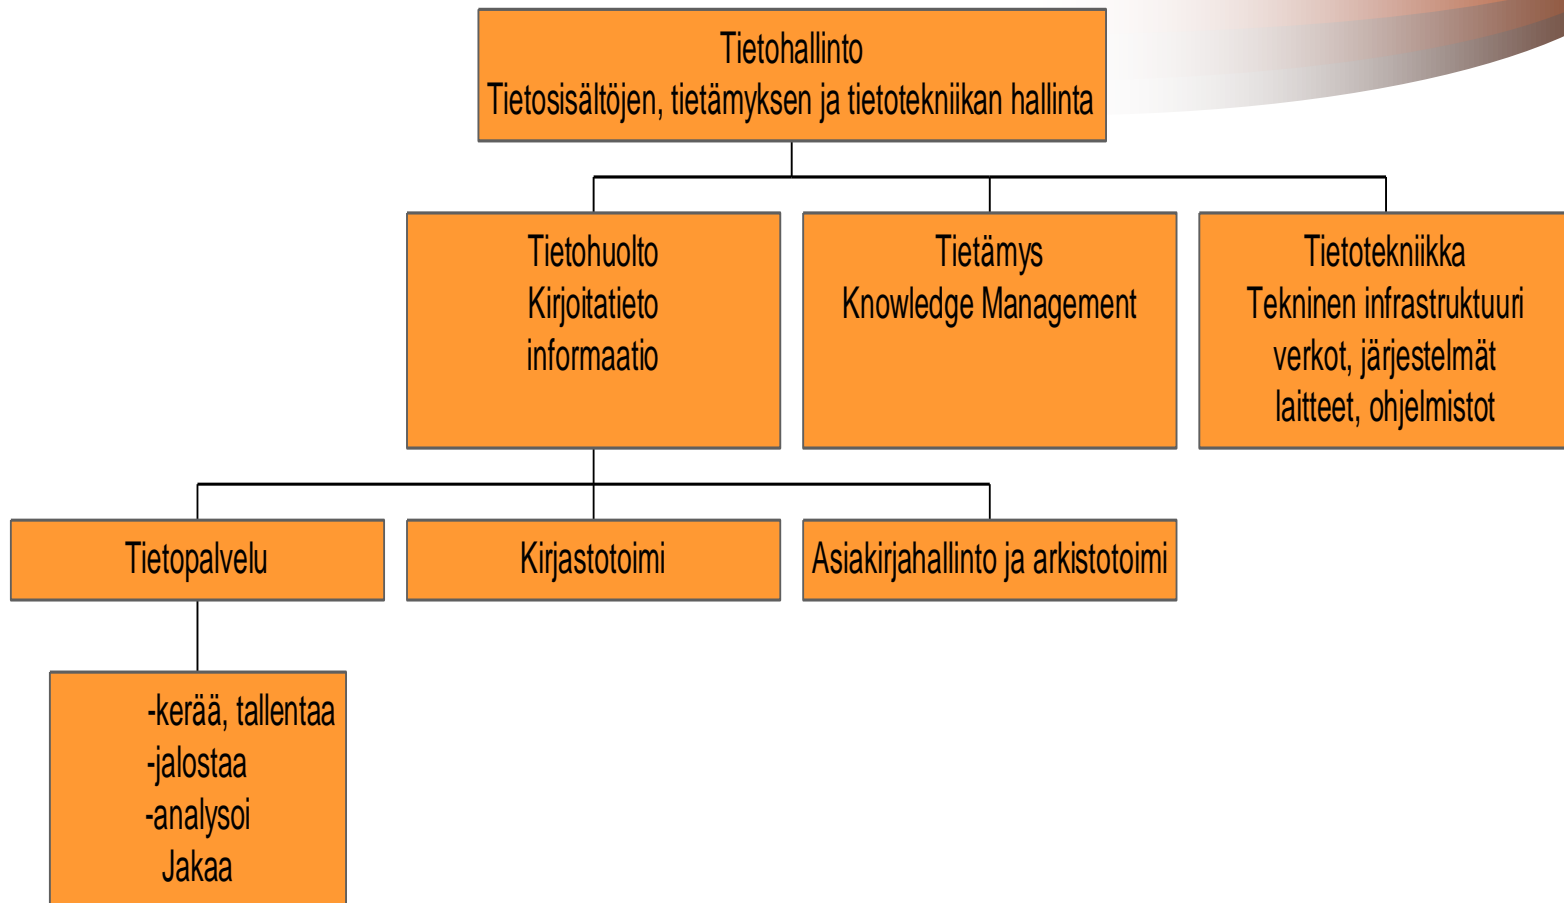 Tietohallinto
Tietosisältöjen, tietämyksen ja tietotekniikan hallinta
Tietohuolto
Kirjoitatieto
informaatio
Tietämys
Knowledge Management
Tietotekniikka
Tekninen infrastruktuuri
verkot, järjestelmät
laitteet, ohjelmistot
Tietopalvelu
Kirjastotoimi
Asiakirjahallinto ja arkistotoimi
-kerää, tallentaa
-jalostaa
-analysoi
Jakaa